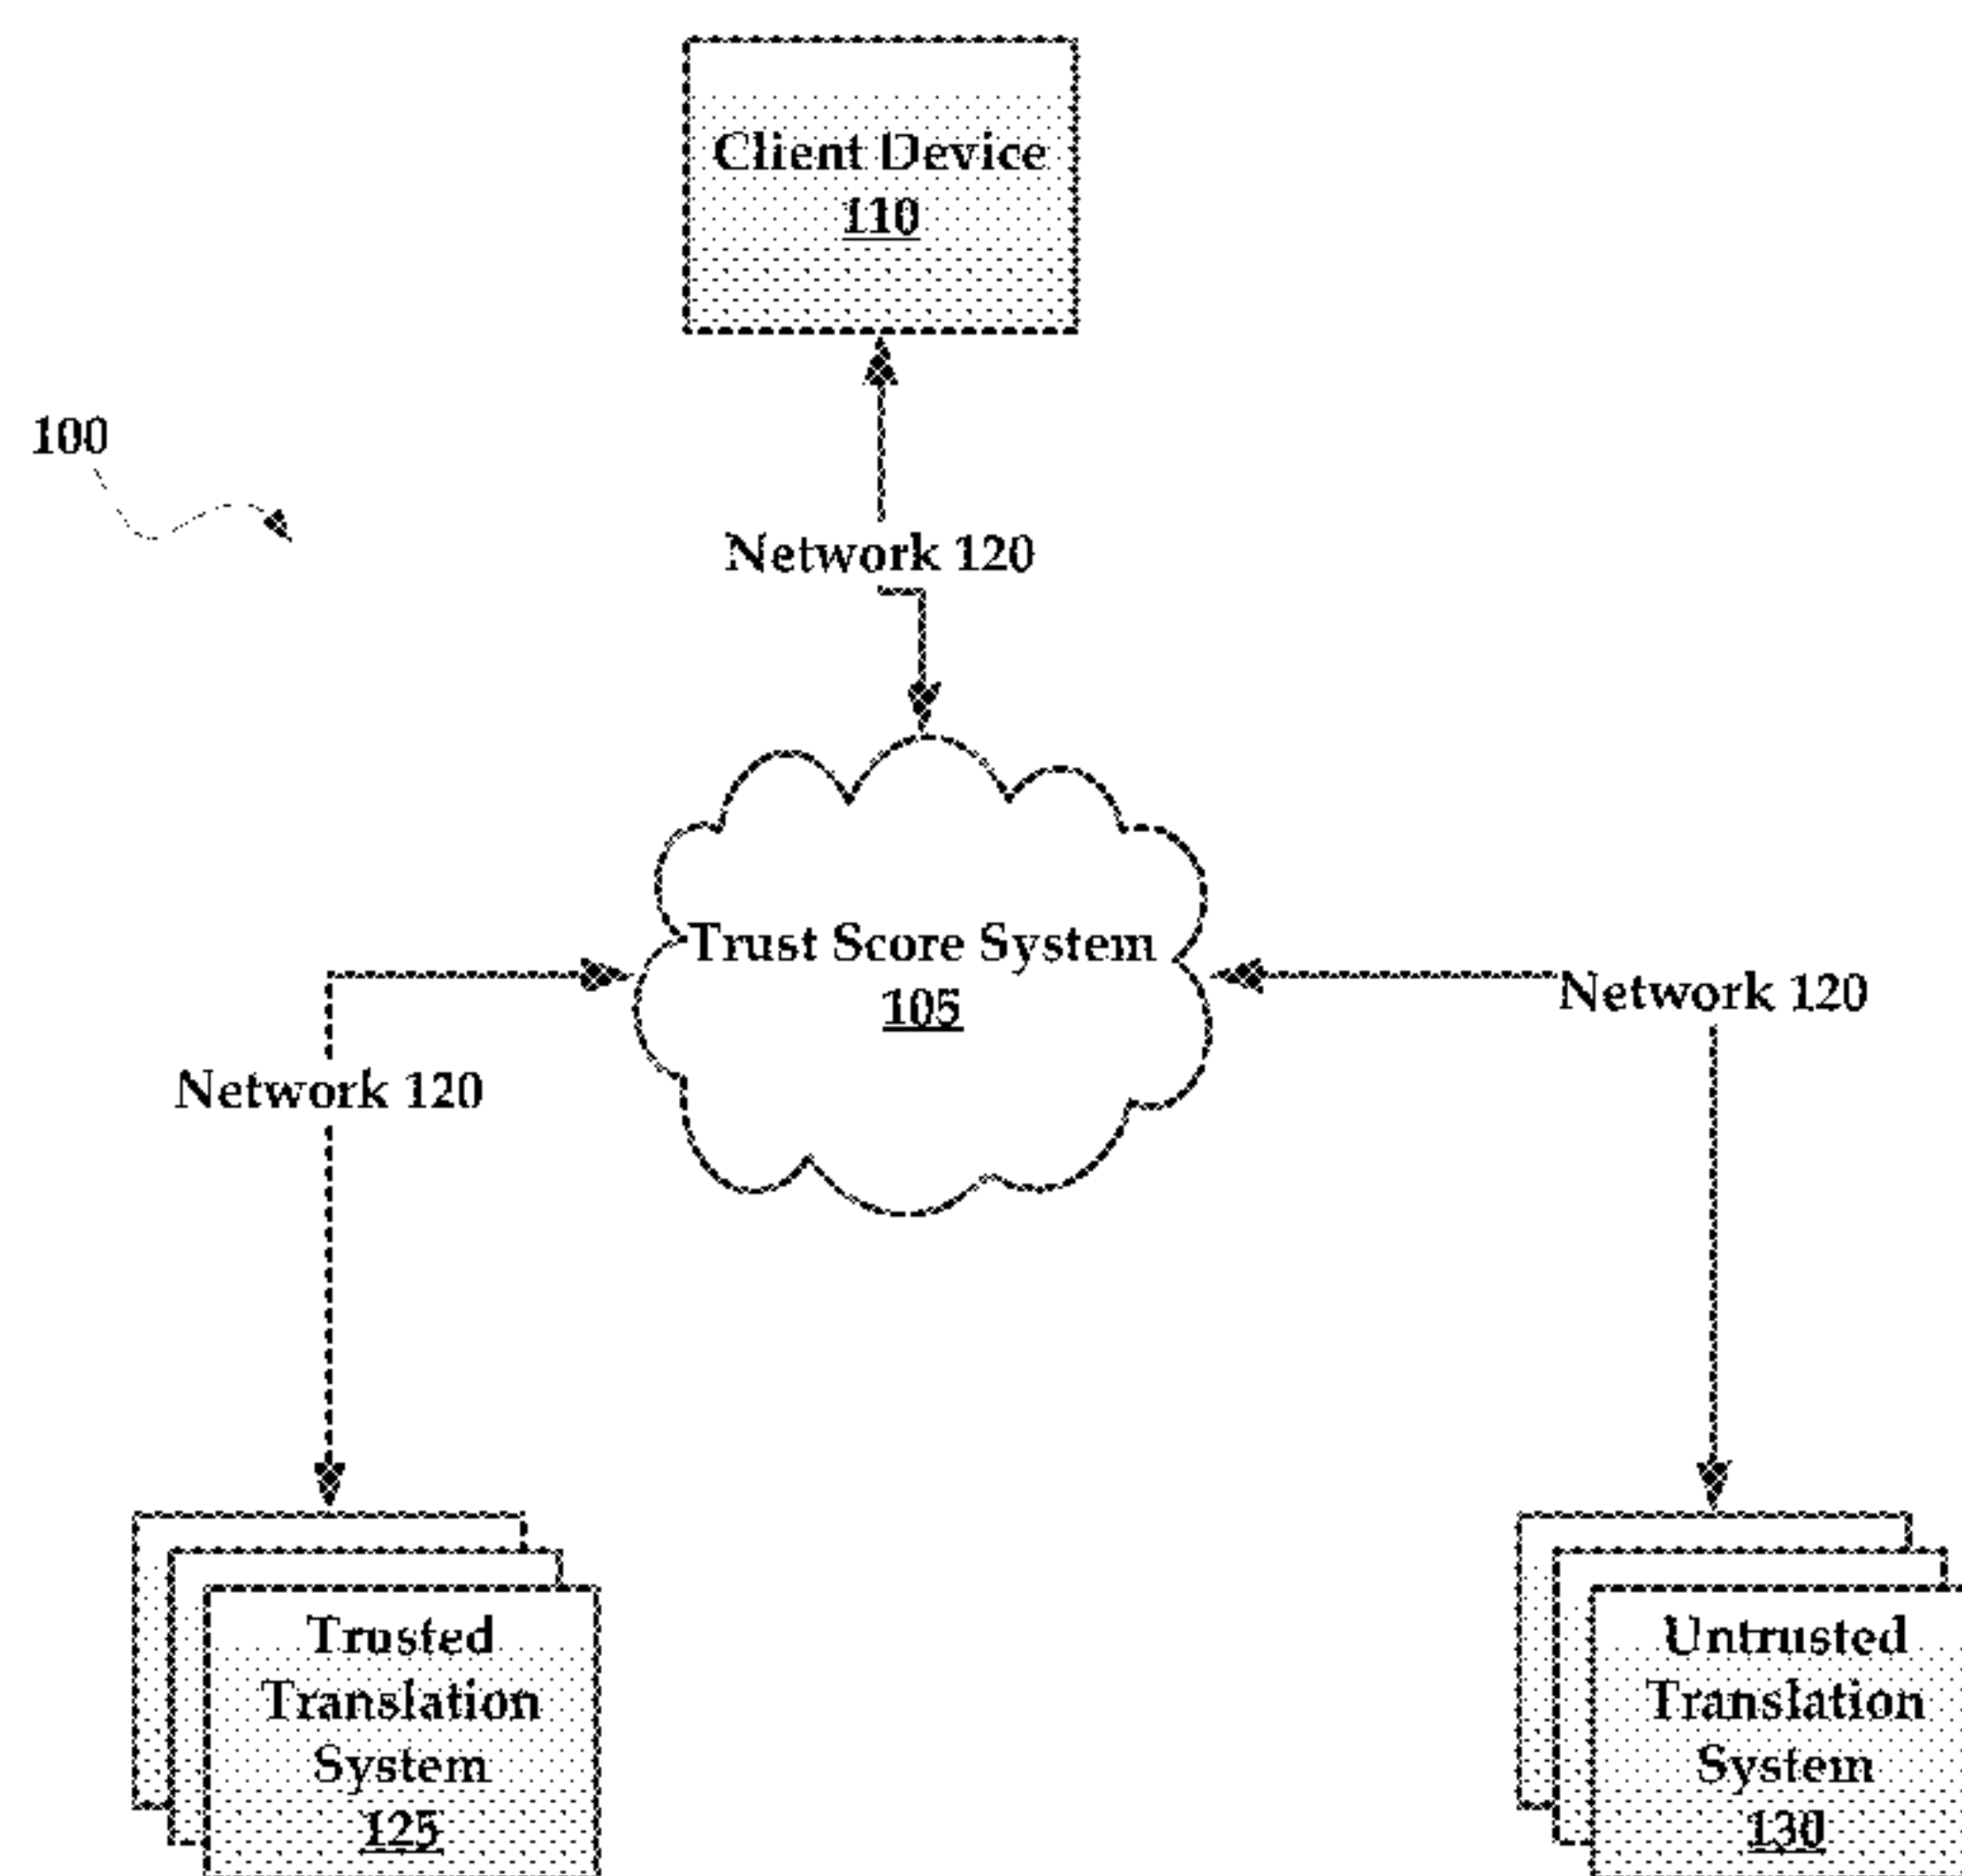 Client Device
110
100
Network 120
Trust Score System
105
Network 120
Network 120
Trusted
Translation
System
125
Untrusted
Translation
System
130